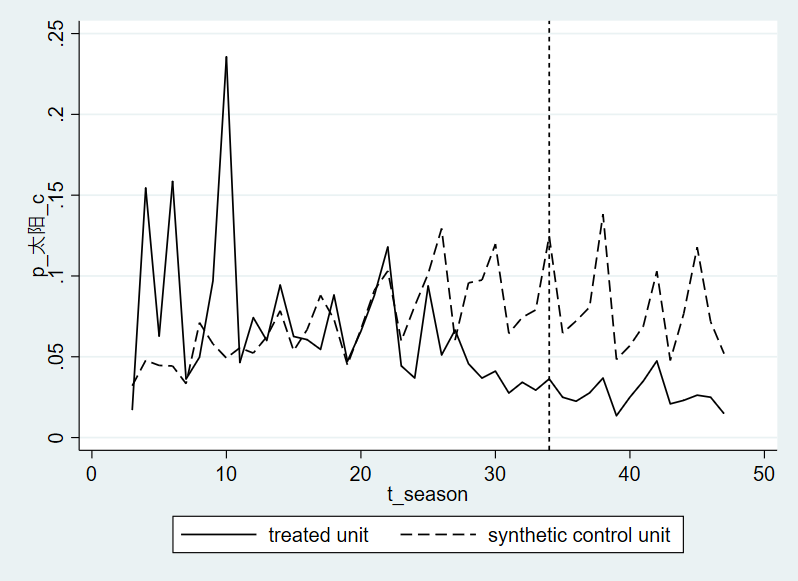 p_太阳_c
.25
.2
.15
.1
.05
0
0 10 20 30 40 50
t_season
treated unit synthetic control unit